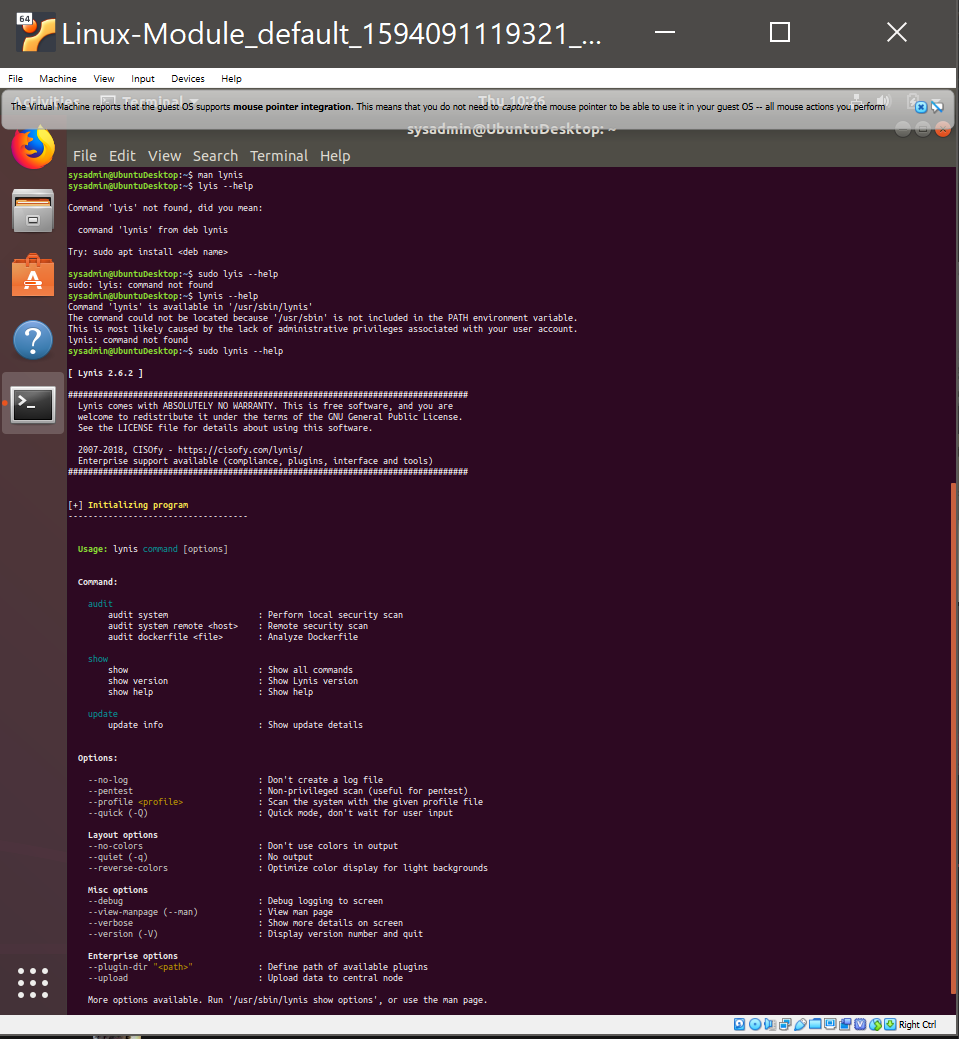 64
Linux-Module_default_1594091119321_...
File Machine View Input Devices Help
Activities Terminal Thu 10:26
The Virtual Machine reports that the guest OS supports mouse pointer integration. This means that you do not need to capture the mouse pointer to be able to use it in your guest OS -- all mouse actions you perform
sysadmin@UbuntuDesktop: ~
File Edit View Search Terminal Help
sysadmin@UbuntuDesktop:~$ man lynis
sysadmin@UbuntuDesktop:~$ lyis --help
Command 'lyis' not found, did you mean:
command 'lynis' from deb lynis
Try: sudo apt install <deb name>
sysadmin@UbuntuDesktop:~$ sudo lyis --help
sudo: lyis: command not found
sysadmin@UbuntuDesktop:~$ lynis --help
Command 'lynis' is available in '/usr/sbin/lynis'
The command could not be located because '/usr/sbin' is not included in the PATH environment variable.
This is most likely caused by the lack of administrative privileges associated with your user account.
lynis: command not found
sysadmin@UbuntuDesktop:~$ sudo lynis --help
[ Lynis 2.6.2 ]
################################################################################
Lynis comes with ABSOLUTELY NO WARRANTY. This is free software, and you are
welcome to redistribute it under the terms of the GNU General Public License.
See the LICENSE file for details about using this software.
2007-2018, CISOfy - https://cisofy.com/lynis/
Enterprise support available (compliance, plugins, interface and tools)
################################################################################
[+] Initializing program
------------------------------------
Usage: lynis command [options]
Command:
audit
audit system : Perform local security scan
audit system remote <host> : Remote security scan
audit dockerfile <file> : Analyze Dockerfile
show
show : Show all commands
show version : Show Lynis version
show help : Show help
update
update info : Show update details
Options:
--no-log : Don't create a log file
--pentest : Non-privileged scan (useful for pentest)
--profile <profile> : Scan the system with the given profile file
--quick (-Q) : Quick mode, don't wait for user input
Layout options
--no-colors : Don't use colors in output
--quiet (-q) : No output
--reverse-colors : Optimize color display for light backgrounds
Misc options
--debug : Debug logging to screen
--view-manpage (--man) : View man page
--verbose : Show more details on screen
--version (-V) : Display version number and quit
Enterprise options
--plugin-dir "<path>" : Define path of available plugins
--upload : Upload data to central node
More options available. Run '/usr/sbin/lynis show options', or use the man page.
Right Ctrl